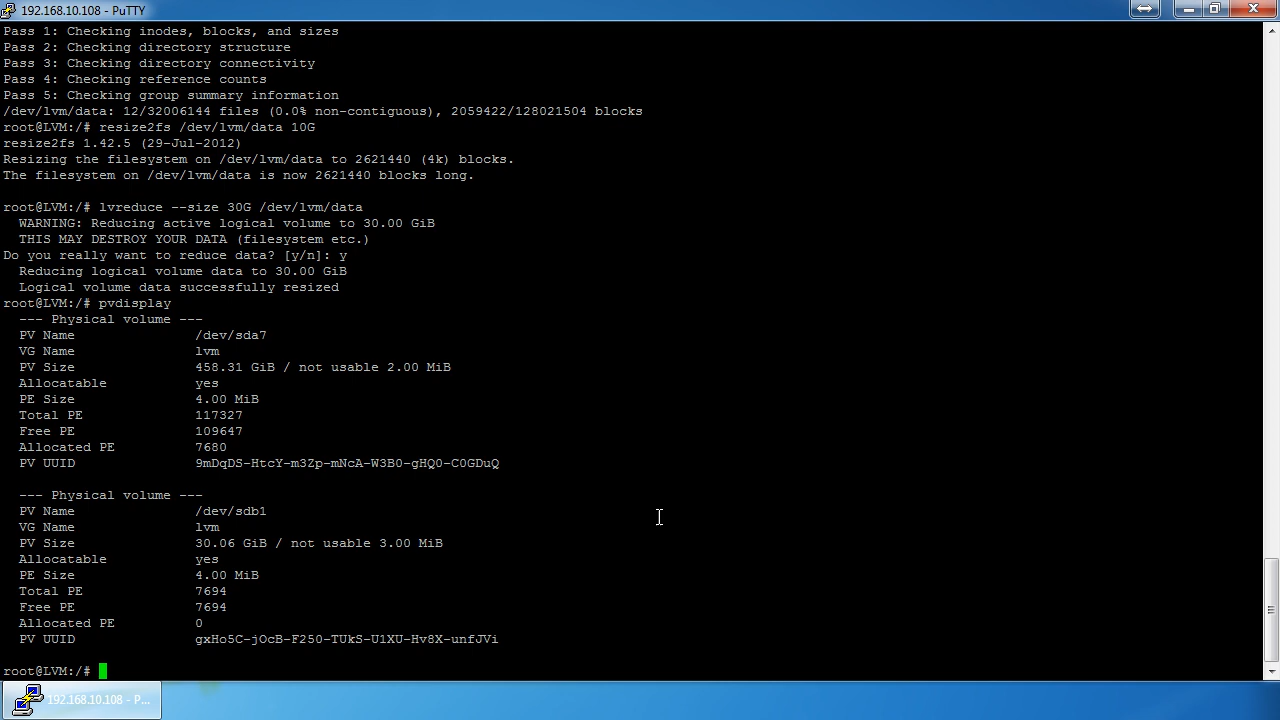 192.168.10.108 - PuTTY
Pass 1: Checking inodes, blocks, and sizes
Pass 2: Checking directory structure
Pass 3: Checking directory connectivity
Pass 4: Checking reference counts
Pass 5: Checking group summary information
/dev/lvm/data: 12/32006144 files (0.0% non-contiguous), 2059422/128021504 blocks
root@LVM:/# resize2fs /dev/lvm/data 10G
resize2fs 1.42.5 (29-Jul-2012)
Resizing the filesystem on /dev/lvm/data to 2621440 (4k) blocks.
The filesystem on /dev/lvm/data is now 2621440 blocks long.
root@LVM:/# lvreduce --size 30G /dev/lvm/data
WARNING: Reducing active logical volume to 30.00 GiB
THIS MAY DESTROY YOUR DATA (filesystem etc.)
Do you really want to reduce data? [y/n]: y
Reducing logical volume data to 30.00 GiB
Logical volume data successfully resized
root@LVM:/# pvdisplay
--- Physical volume ---
PV Name /dev/sda7
VG Name lvm
PV Size 458.31 GiB / not usable 2.00 MiB
Allocatable yes
PE Size 4.00 MiB
Total PE 117327
Free PE 109647
Allocated PE 7680
PV UUID 9mDqDS-HtcY-m3Zp-mNcA-W3B0-gHQ0-C0GDuQ
--- Physical volume ---
PV Name /dev/sdb1
VG Name lvm
PV Size 30.06 GiB / not usable 3.00 MiB
Allocatable yes
PE Size 4.00 MiB
Total PE 7694
Free PE 7694
Allocated PE 0
PV UUID gxHo5C-jOcB-F250-TUkS-U1XU-Hv8X-unfJVi
root@LVM:/#
192.168.10.108 - P...